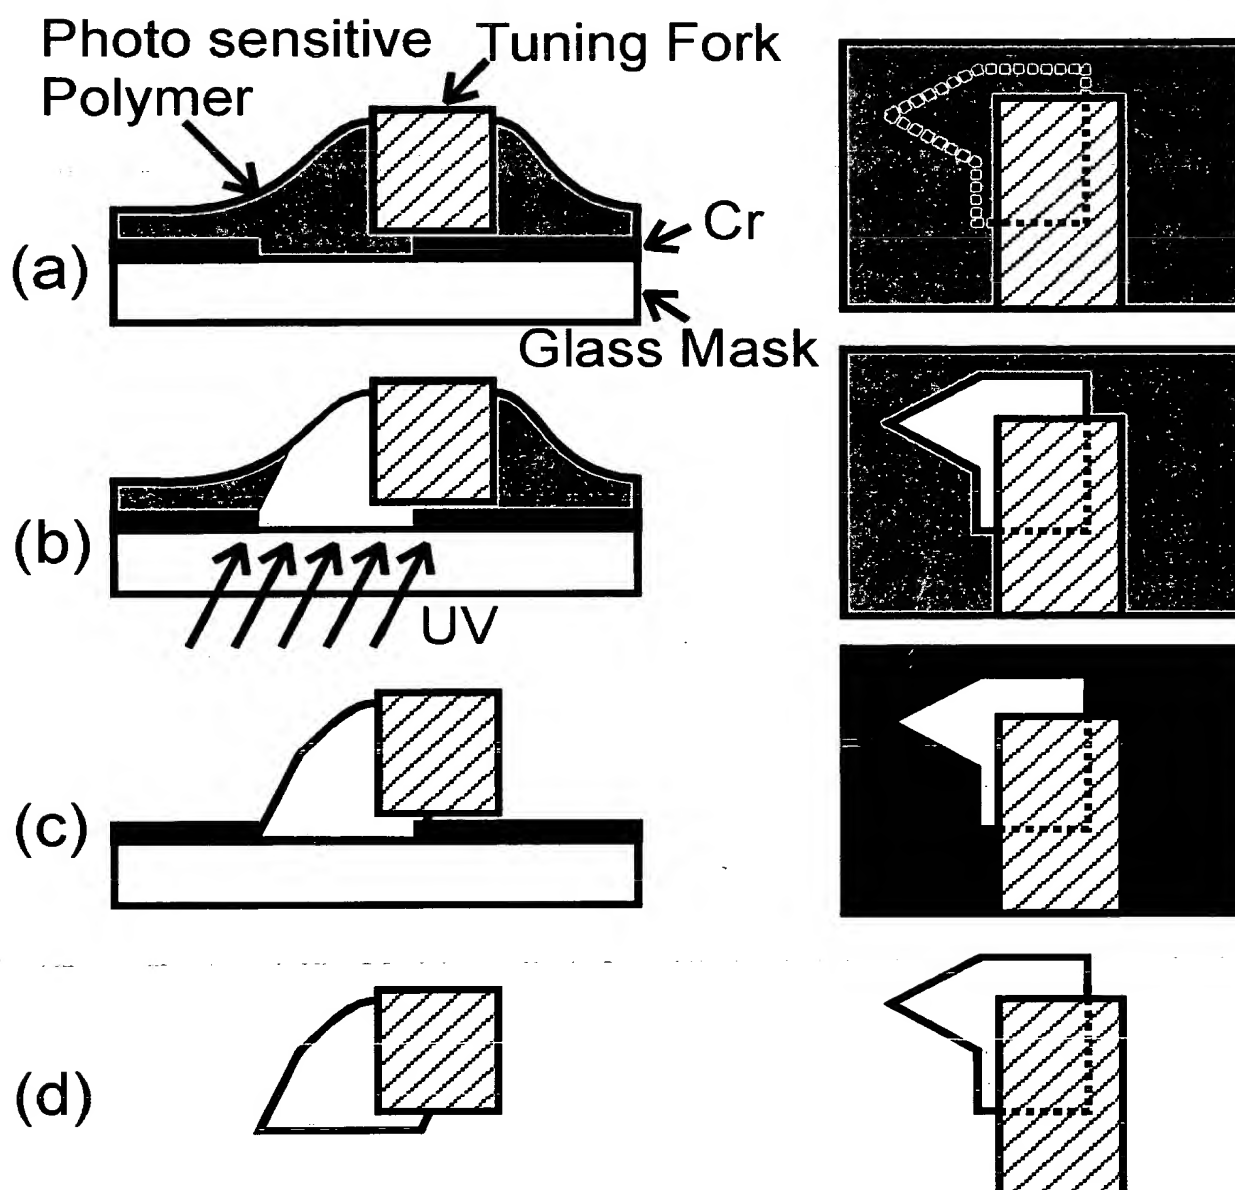 Photo sensitive
Polymer
Tuning Fork
Cr
(a)
Glass Mask
(b)
UV
(c)
(d)